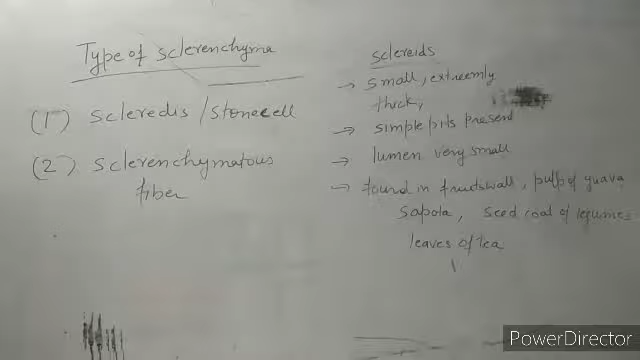 Type of sclerenchyma
(1) Scleredis / Stonecell
(2) Sclerenchymatous
fiber
Sclereids
→ small, extreemly
thick,
→ simple pits present
→ lumen very small
→ found in fruitswall, pulp of guava
Sapota, seed coat of legumes
leaves of tea
PowerDirector